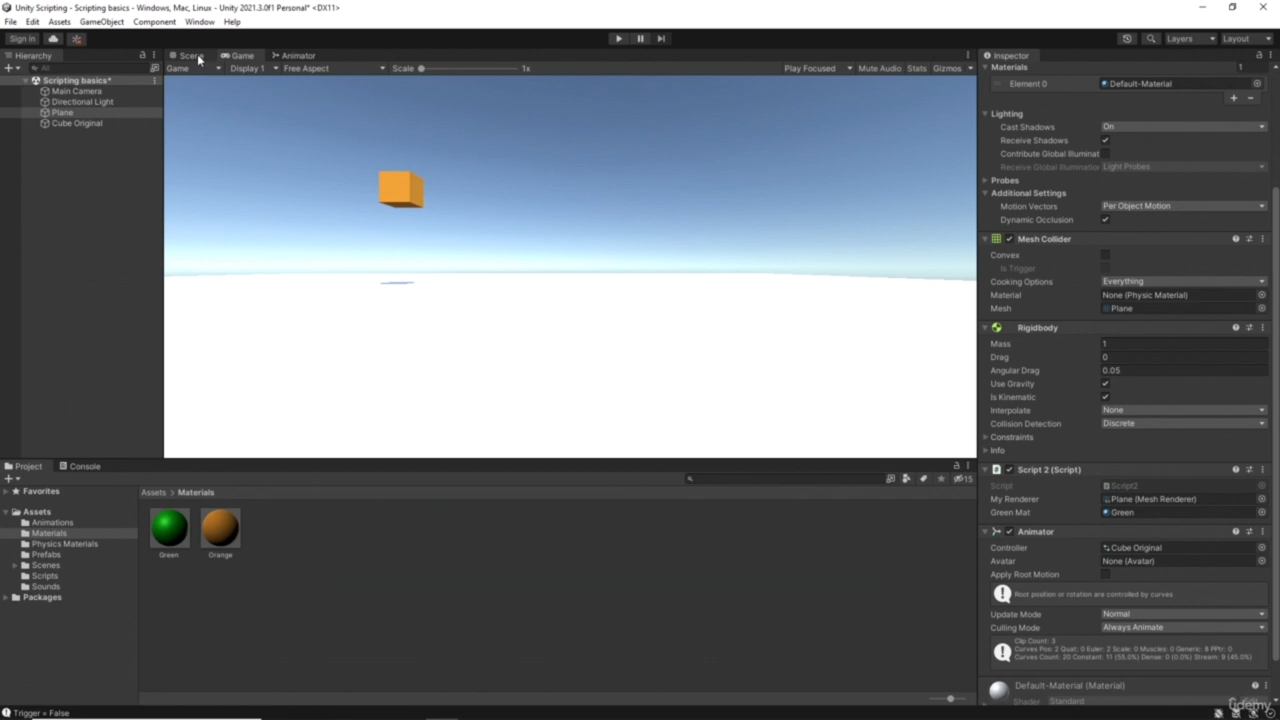 Unity Scripting - Scripting basics - Windows, Mac, Linux - Unity 2021.3.0f1 Personal* <DX11>
File Edit Assets GameObject Component Window Help
Sign in Layers Layout
Hierarchy Scene Game Animator Inspector
All Game Display 1 Free Aspect Scale 1x Play Focused Mute Audio Stats Gizmos
Scripting basics*
Main Camera
Directional Light
Plane
Cube Original
Materials 1
Element 0 Default-Material
Lighting
Cast Shadows On
Receive Shadows
Contribute Global Illuminat
Receive Global Illuminatio Light Probes
Probes
Additional Settings
Motion Vectors Per Object Motion
Dynamic Occlusion
Mesh Collider
Convex
Is Trigger
Cooking Options Everything
Material None (Physic Material)
Mesh Plane
Rigidbody
Mass 1
Drag 0
Angular Drag 0.05
Use Gravity
Is Kinematic
Interpolate None
Collision Detection Discrete
Constraints
Info
Script 2 (Script)
Script Script2
My Renderer Plane (Mesh Renderer)
Green Mat Green
Animator
Controller Cube Original
Avatar None (Avatar)
Apply Root Motion
Root position or rotation are controlled by curves
Update Mode Normal
Culling Mode Always Animate
Clip Count: 3
Curves Pos: 2 Quat: 0 Euler: 2 Scale: 0 Muscles: 0 Generic: 8 PPtr: 0
Curves Count: 20 Constant: 11 (55.0%) Dense: 0 (0.0%) Stream: 9 (45.0%)
Default-Material (Material)
Shader Standard
Project Console
15
Favorites
Assets
Animations
Materials
Physics Materials
Prefabs
Scenes
Scripts
Sounds
Packages
Assets > Materials
Green Orange
Trigger = False
udemy